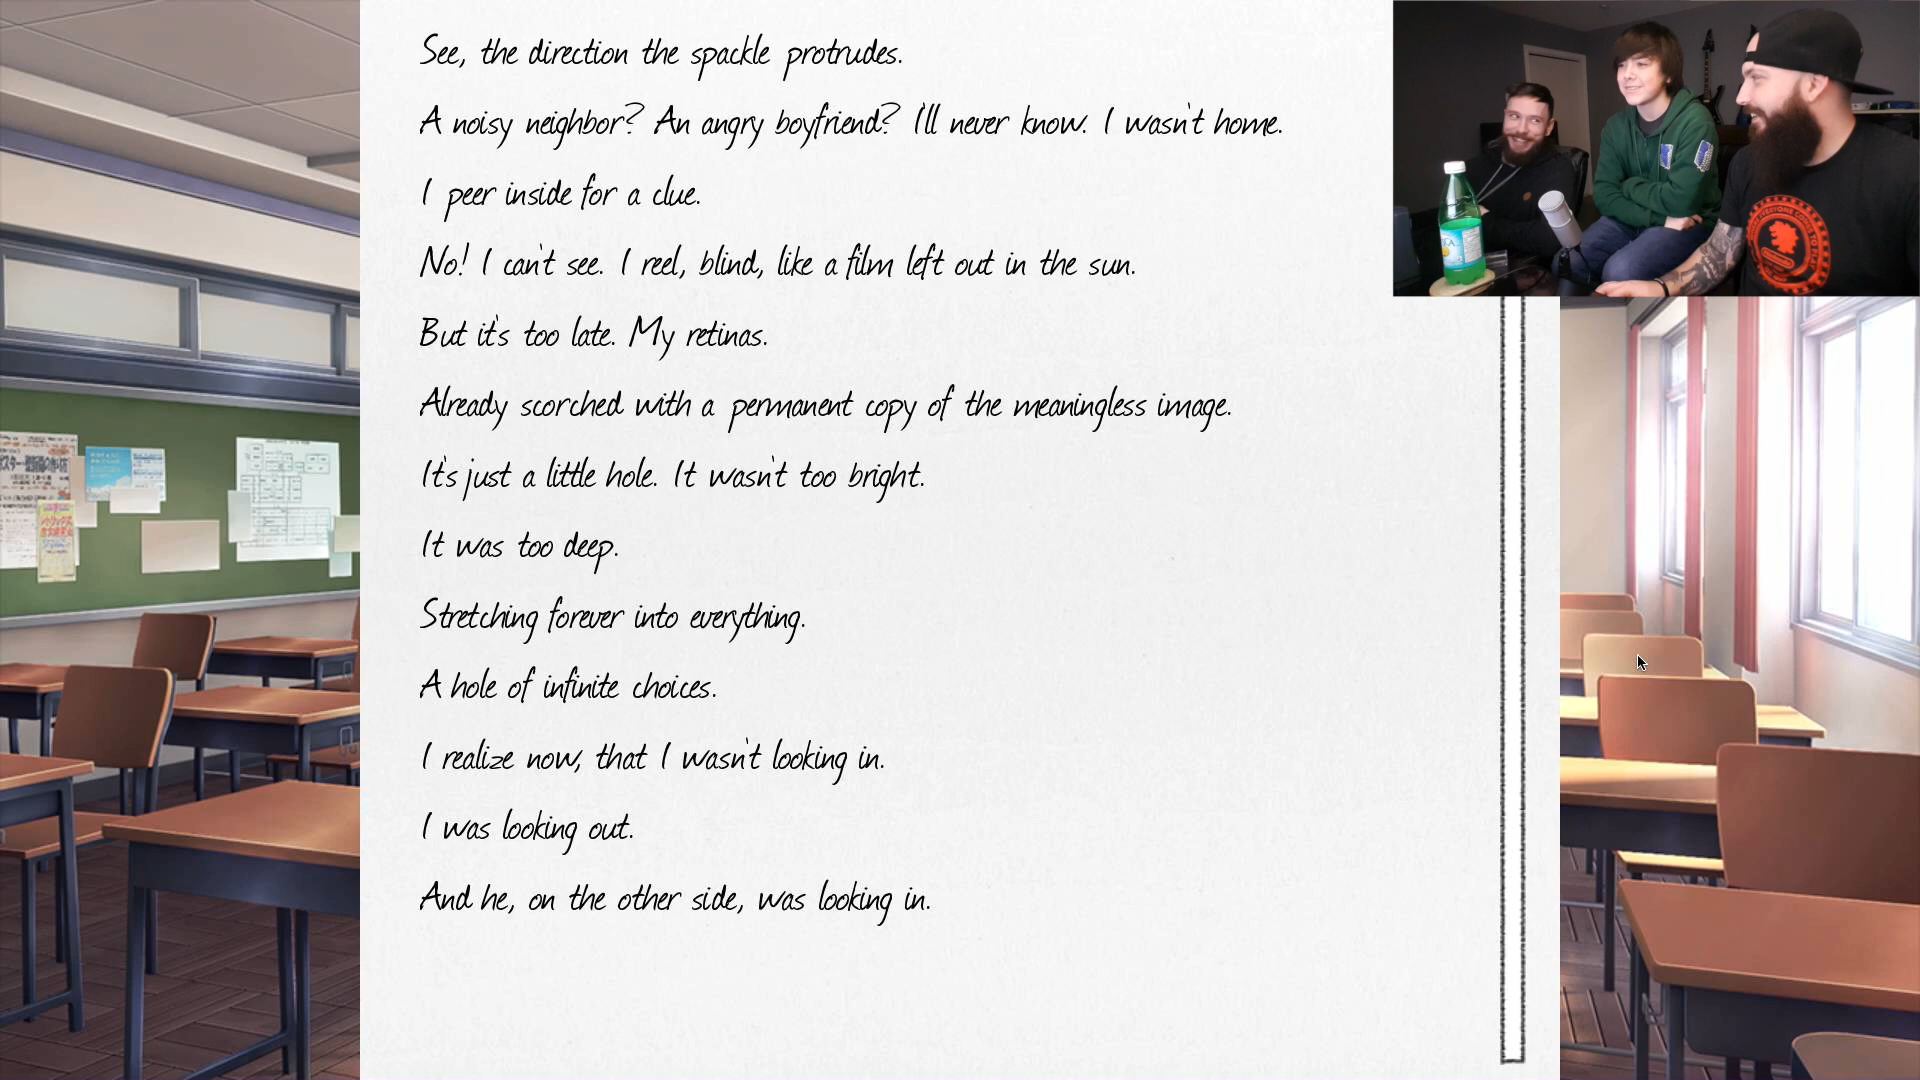 See, the direction the spackle protrudes.
A noisy neighbor? An angry boyfriend? I'll never know. I wasn't home.
I peer inside for a clue.
No! I can't see. I reel, blind, like a film left out in the sun.
But it's too late. My retinas.
Already scorched with a permanent copy of the meaningless image.
It's just a little hole. It wasn't too bright.
It was too deep.
Stretching forever into everything.
A hole of infinite choices.
I realize now, that I wasn't looking in.
I was looking out.
And he, on the other side, was looking in.